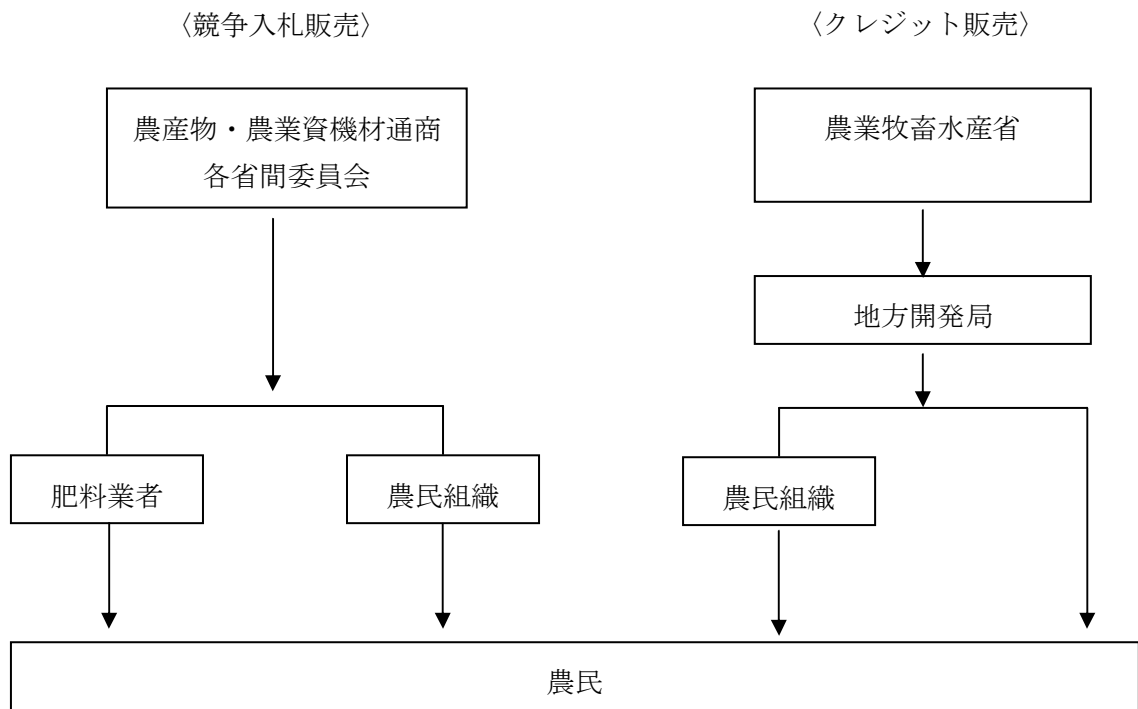 〈競争入札販売〉
〈クレジット販売〉
農産物・農業資機材通商
各省間委員会
農業牧畜水産省
地方開発局
肥料業者
農民組織
農民組織
農民